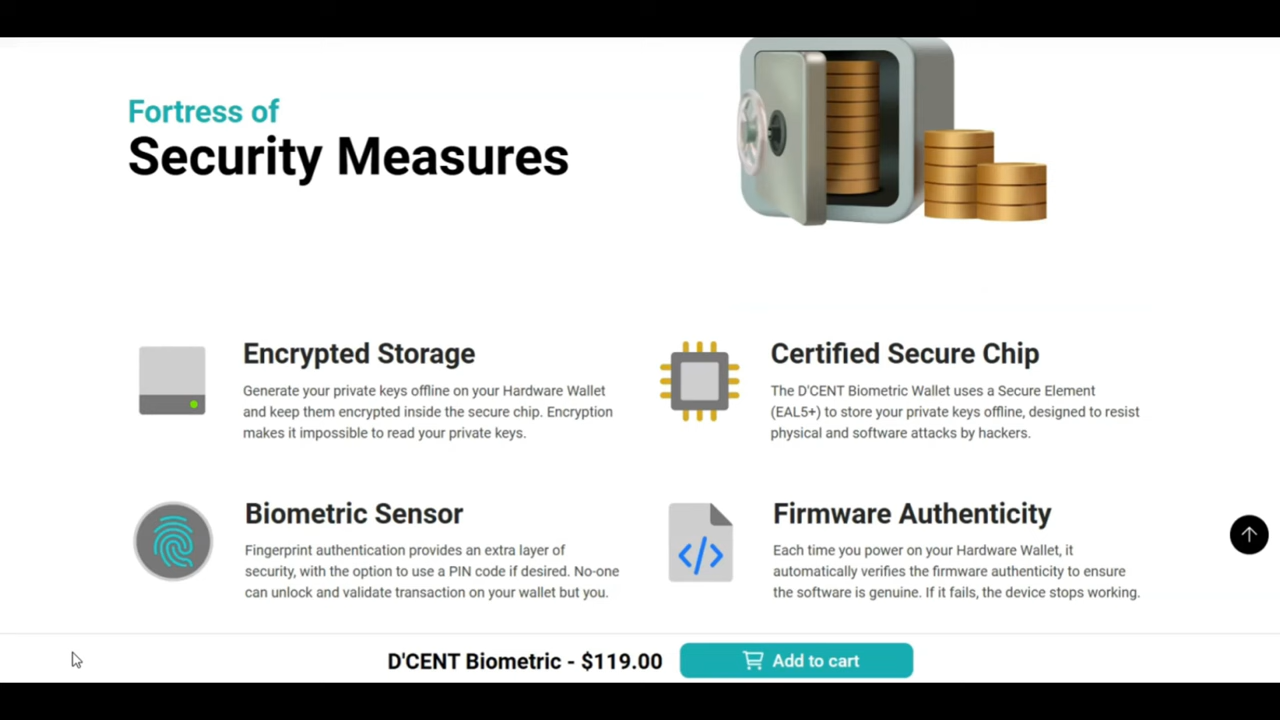 Fortress of
Security Measures
Encrypted Storage
Generate your private keys offline on your Hardware Wallet
and keep them encrypted inside the secure chip. Encryption
makes it impossible to read your private keys.
Certified Secure Chip
The D'CENT Biometric Wallet uses a Secure Element
(EAL5+) to store your private keys offline, designed to resist
physical and software attacks by hackers.
Biometric Sensor
Fingerprint authentication provides an extra layer of
security, with the option to use a PIN code if desired. No-one
can unlock and validate transaction on your wallet but you.
Firmware Authenticity
Each time you power on your Hardware Wallet, it
automatically verifies the firmware authenticity to ensure
the software is genuine. If it fails, the device stops working.
D'CENT Biometric - $119.00
Add to cart